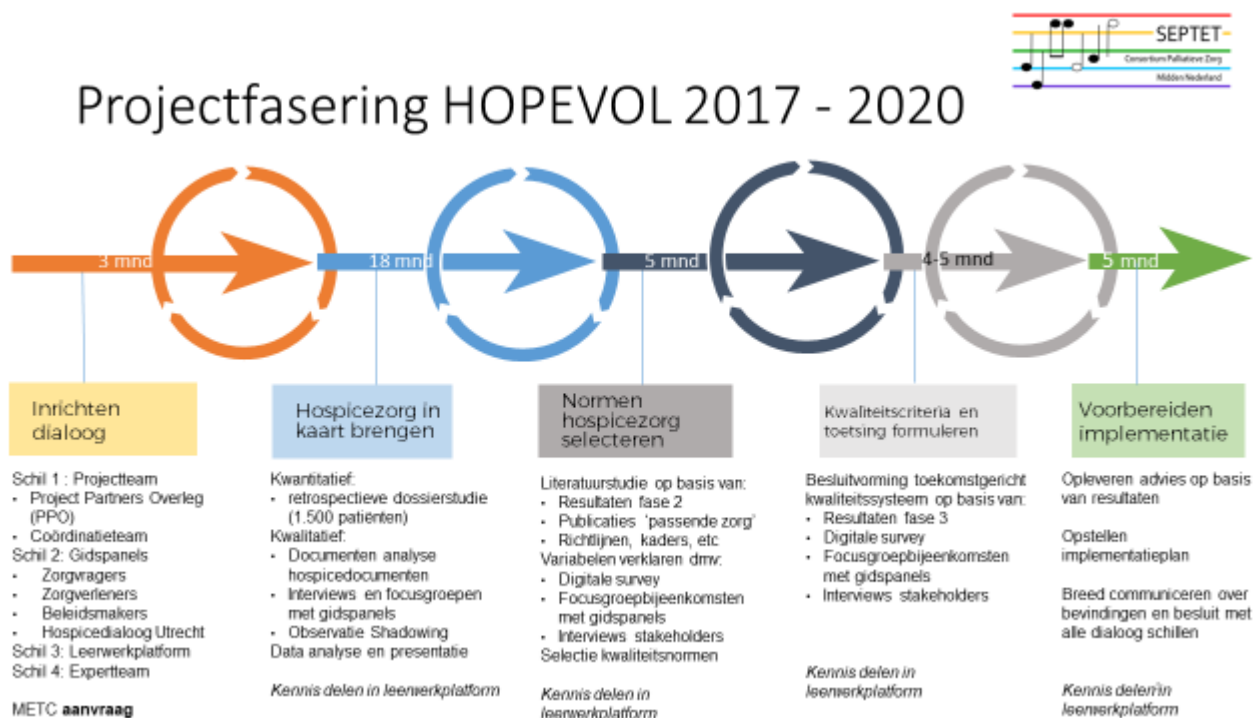 SEPTET
Consortium Palliatieve Zorg
Midden Nederland
Projectfasering HOPEVOL 2017 - 2020
3 mnd
18 mnd
5 mnd
4-5 mnd
5 mnd
Inrichten
dialoog
Schil 1 : Projectteam
• Project Partners Overleg
(PPO)
• Coördinatieteam
Schil 2: Gidspanels
• Zorgvragers
• Zorgverleners
• Beleidsmakers
• Hospicedialoog Utrecht
Schil 3: Leerwerkplatform
Schil 4: Expertteam
METC aanvraag
Hospicezorg in
kaart brengen
Kwantitatief:
• retrospectieve dossierstudie
(1.500 patiënten)
Kwalitatief:
• Documenten analyse
hospicedocumenten
• Interviews en focusgroepen
met gidspanels
• Observatie Shadowing
Data analyse en presentatie
Kennis delen in leerwerkplatform
Normen
hospicezorg
selecteren
Literatuurstudie op basis van:
• Resultaten fase 2
• Publicaties 'passende zorg'
• Richtlijnen, kaders, etc
Variabelen verklaren dmv:
• Digitale survey
• Focusgroepbijeenkomsten
met gidspanels
• Interviews stakeholders
Selectie kwaliteitsnormen
Kennis delen in
leerwerkplatform
Kwaliteitscriteria en
toetsing formuleren
Besluitvorming toekomstgericht
kwaliteitssysteem op basis van:
• Resultaten fase 3
• Digitale survey
• Focusgroepbijeenkomsten
met gidspanels
• Interviews stakeholders
Kennis delen in
leerwerkplatform
Voorbereiden
implementatie
Opleveren advies op basis
van resultaten
Opstellen
implementatieplan
Breed communiceren over
bevindingen en besluit met
alle dialoog schillen
Kennis delen in
leerwerkplatform